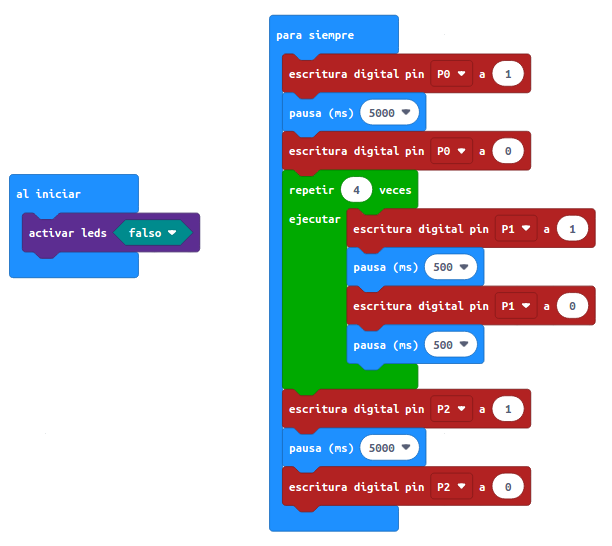 al iniciar
activar leds falso
para siempre
escritura digital pin P0 a 1
pausa (ms) 5000
escritura digital pin P0 a 0
repetir 4 veces
ejecutar
escritura digital pin P1 a 1
pausa (ms) 500
escritura digital pin P1 a 0
pausa (ms) 500
escritura digital pin P2 a 1
pausa (ms) 5000
escritura digital pin P2 a 0